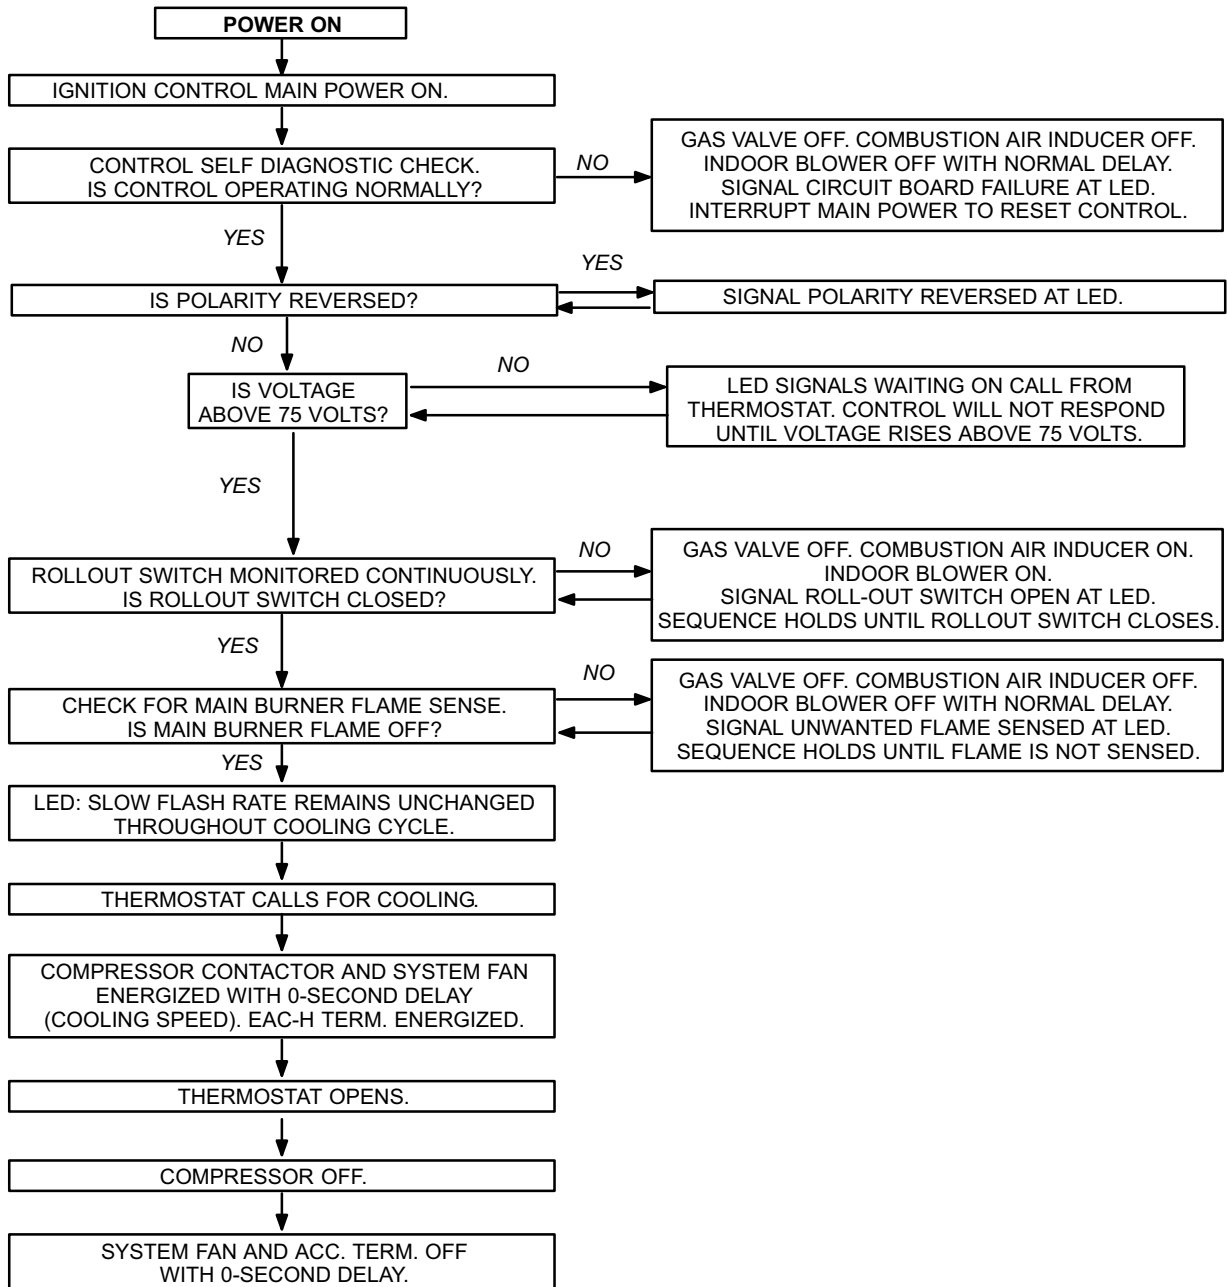 POWER ON
IGNITION CONTROL MAIN POWER ON.
CONTROL SELF DIAGNOSTIC CHECK.
IS CONTROL OPERATING NORMALLY?
NO
GAS VALVE OFF. COMBUSTION AIR INDUCER OFF.
INDOOR BLOWER OFF WITH NORMAL DELAY.
SIGNAL CIRCUIT BOARD FAILURE AT LED.
INTERRUPT MAIN POWER TO RESET CONTROL.
YES
IS POLARITY REVERSED?
YES
SIGNAL POLARITY REVERSED AT LED.
NO
IS VOLTAGE
ABOVE 75 VOLTS?
NO
LED SIGNALS WAITING ON CALL FROM
THERMOSTAT. CONTROL WILL NOT RESPOND
UNTIL VOLTAGE RISES ABOVE 75 VOLTS.
YES
ROLLOUT SWITCH MONITORED CONTINUOUSLY.
IS ROLLOUT SWITCH CLOSED?
NO
GAS VALVE OFF. COMBUSTION AIR INDUCER ON.
INDOOR BLOWER ON.
SIGNAL ROLL-OUT SWITCH OPEN AT LED.
SEQUENCE HOLDS UNTIL ROLLOUT SWITCH CLOSES.
YES
CHECK FOR MAIN BURNER FLAME SENSE.
IS MAIN BURNER FLAME OFF?
NO
GAS VALVE OFF. COMBUSTION AIR INDUCER OFF.
INDOOR BLOWER OFF WITH NORMAL DELAY.
SIGNAL UNWANTED FLAME SENSED AT LED.
SEQUENCE HOLDS UNTIL FLAME IS NOT SENSED.
YES
LED: SLOW FLASH RATE REMAINS UNCHANGED
THROUGHOUT COOLING CYCLE.
THERMOSTAT CALLS FOR COOLING.
COMPRESSOR CONTACTOR AND SYSTEM FAN
ENERGIZED WITH 0-SECOND DELAY
(COOLING SPEED). EAC-H TERM. ENERGIZED.
THERMOSTAT OPENS.
COMPRESSOR OFF.
SYSTEM FAN AND ACC. TERM. OFF
WITH 0-SECOND DELAY.